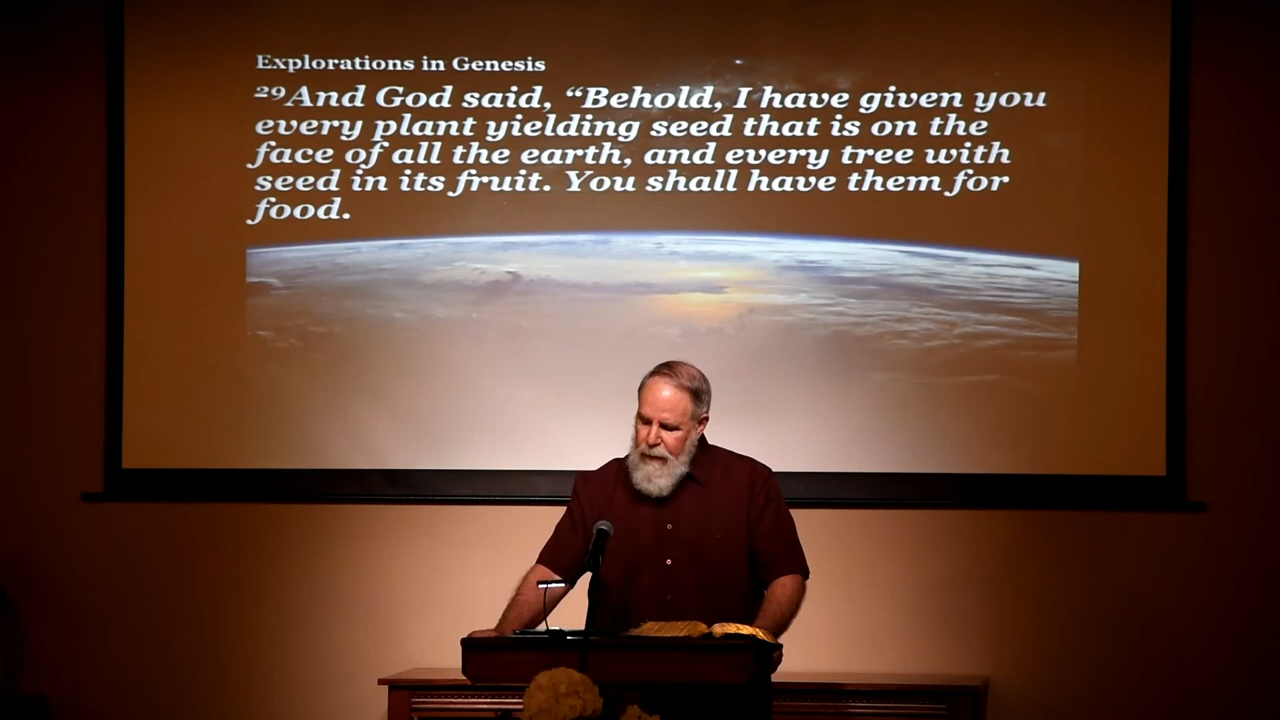 Explorations in Genesis
²⁹And God said, “Behold, I have given you
every plant yielding seed that is on the
face of all the earth, and every tree with
seed in its fruit. You shall have them for
food.